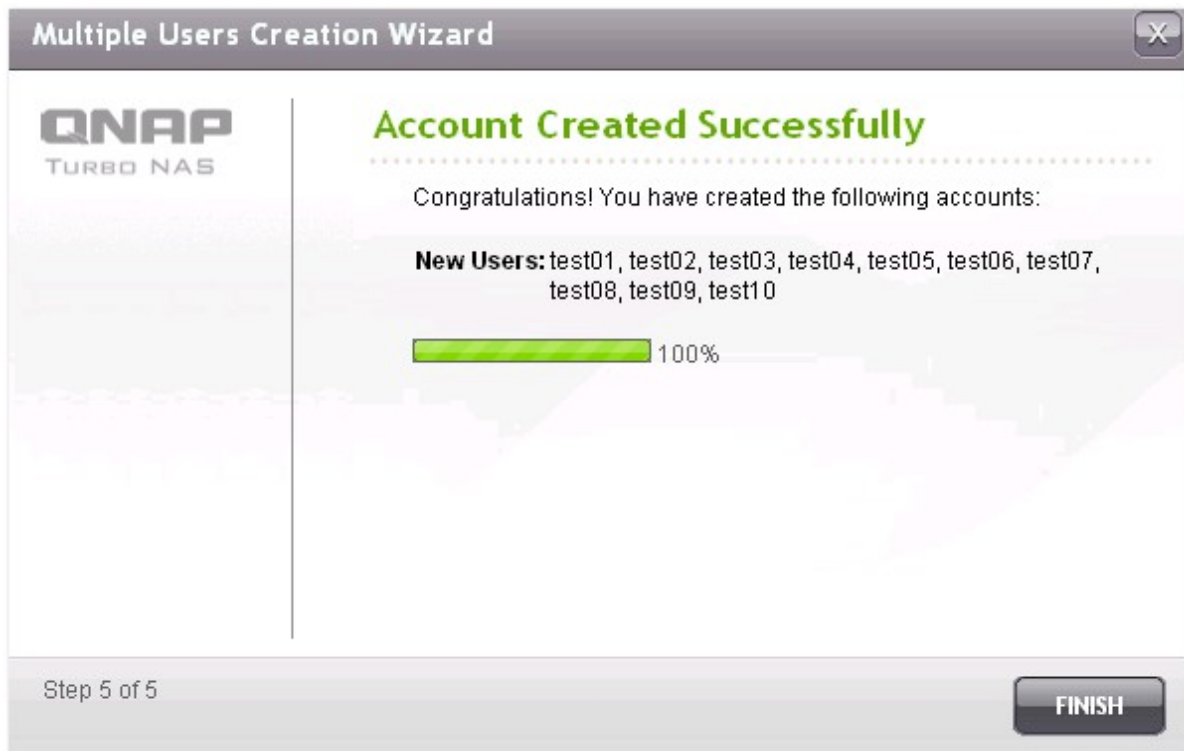 Multiple Users Creation Wizard
X
QNAP
TURBO NAS
Account Created Successfully
Congratulations! You have created the following accounts:
New Users: test01, test02, test03, test04, test05, test06, test07,
test08, test09, test10
100%
Step 5 of 5
FINISH